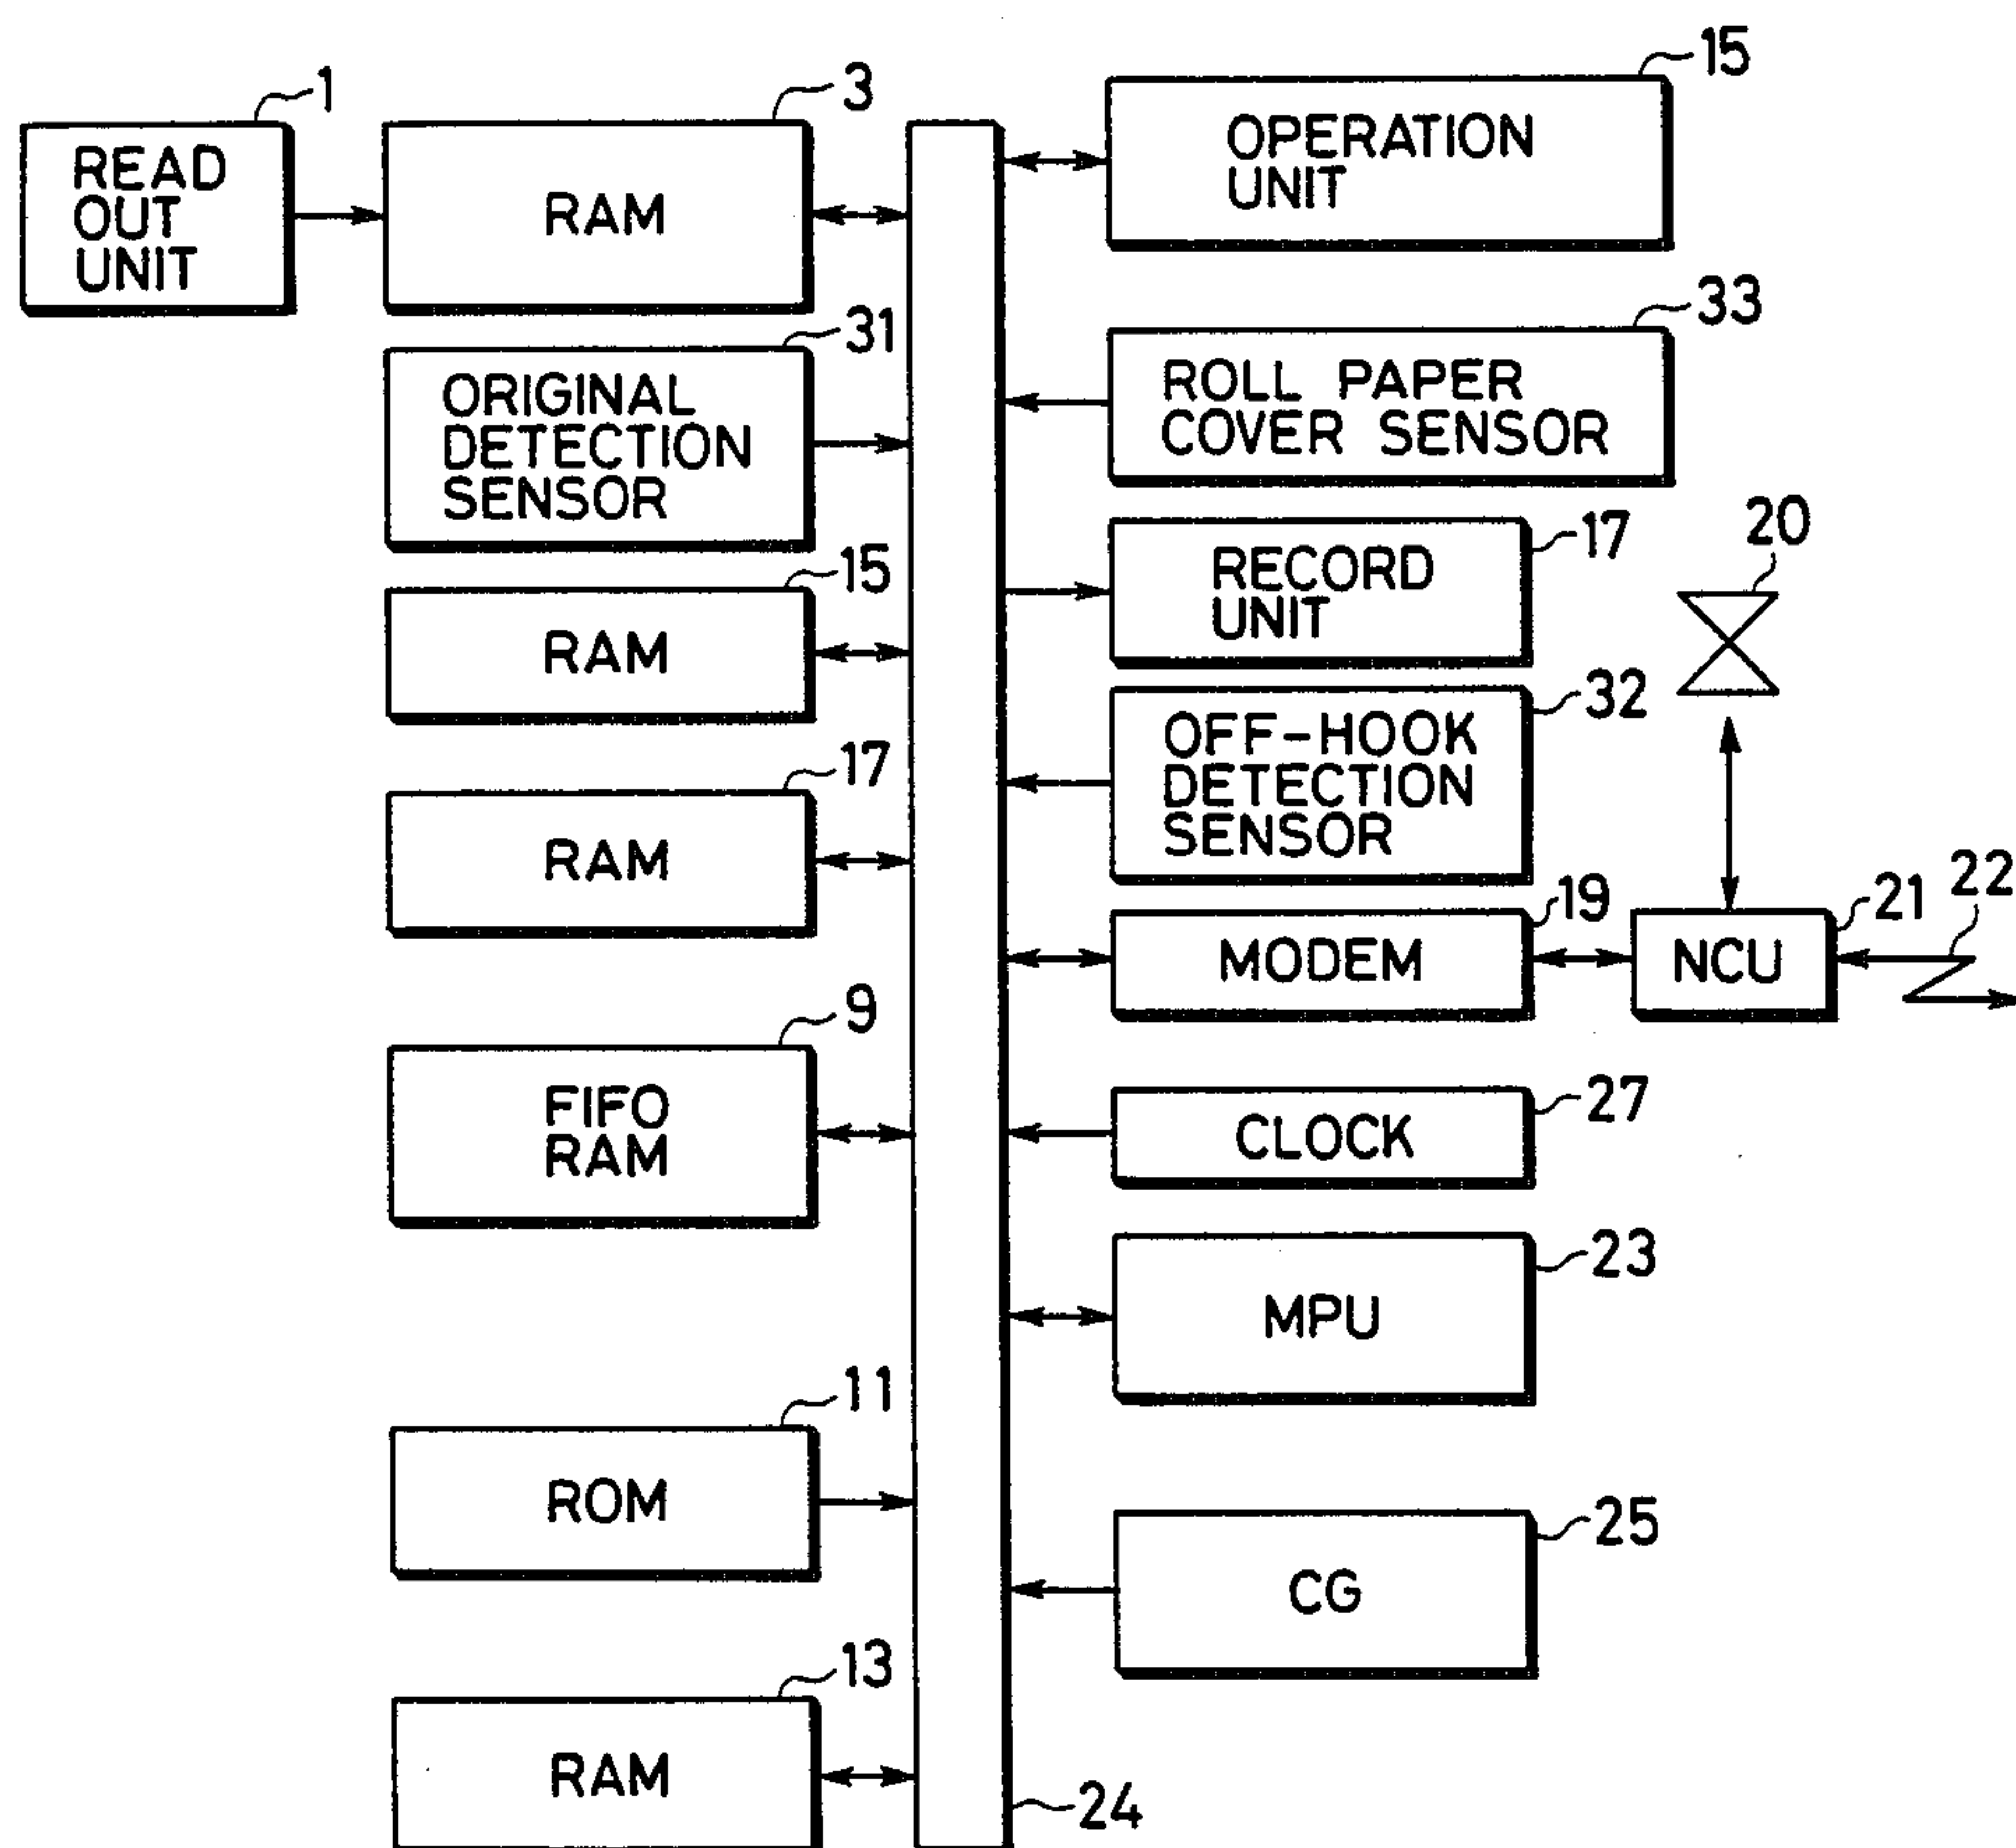 1
READ
OUT
UNIT
3
RAM
31
ORIGINAL
DETECTION
SENSOR
15
RAM
17
RAM
9
FIFO
RAM
11
ROM
13
RAM
15
OPERATION
UNIT
33
ROLL PAPER
COVER SENSOR
17
RECORD
UNIT
20
32
OFF-HOOK
DETECTION
SENSOR
19
MODEM
21
NCU
22
27
CLOCK
23
MPU
25
CG
24